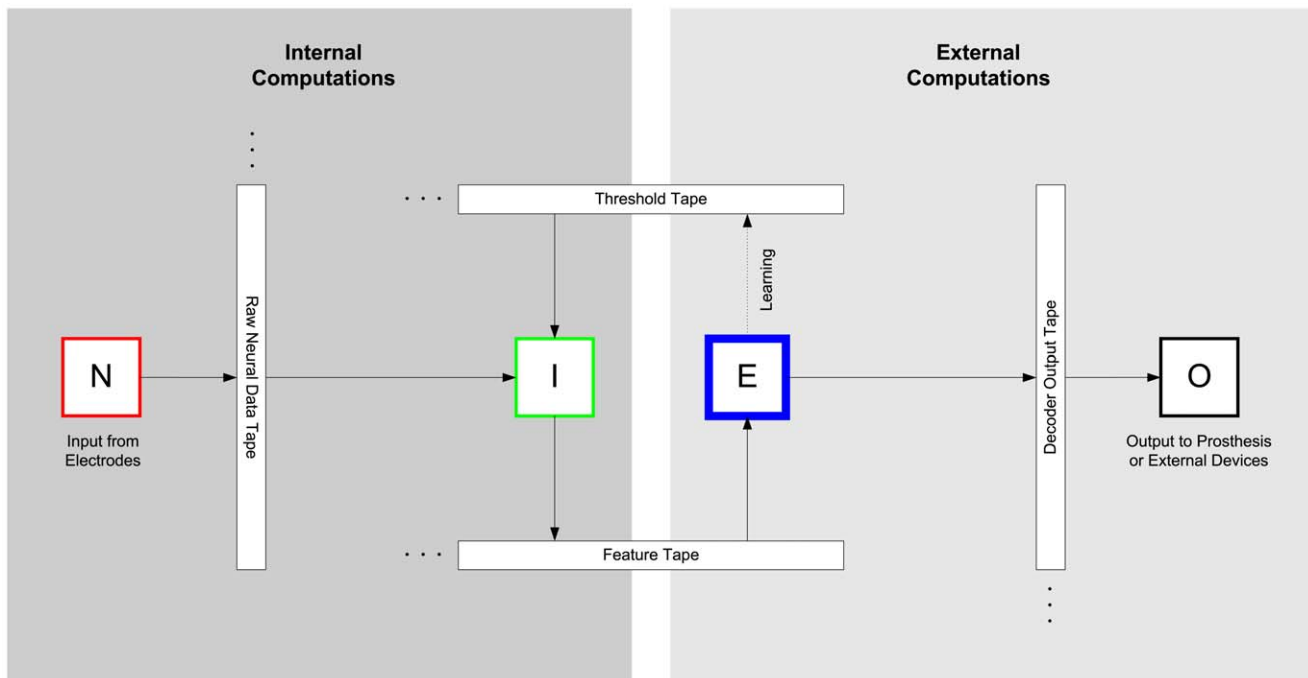 Internal
Computations
External
Computations
Threshold Tape
Learning
Raw Neural Data Tape
Decoder Output Tape
N
I
E
O
Input from
Electrodes
Output to Prosthesis
or External Devices
Feature Tape